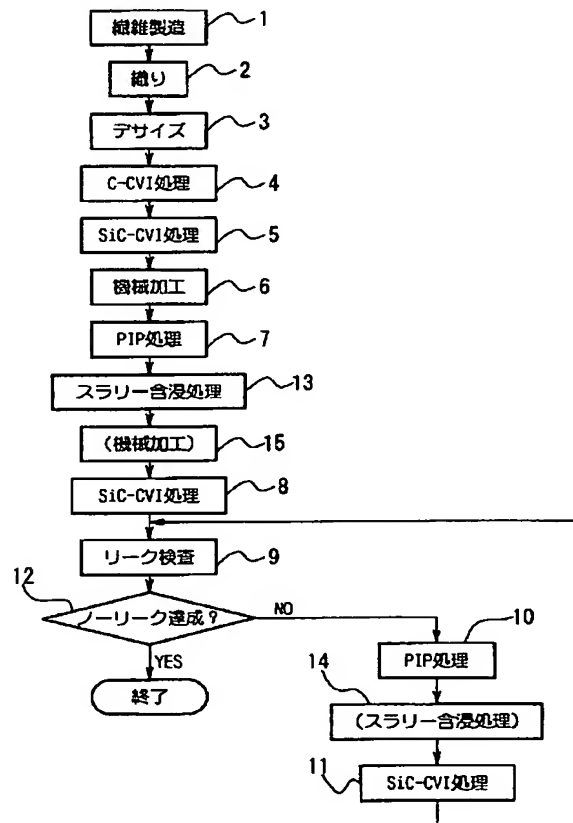 繊維製造 1
織り 2
デサイズ 3
C-CVI処理 4
SiC-CVI処理 5
機械加工 6
PIP処理 7
スラリー含浸処理 13
(機械加工) 15
SiC-CVI処理 8
リーク検査 9
12 ノーリーク達成? NO
YES
終了
10
PIP処理
14
(スラリー含浸処理)
11
SiC-CVI処理